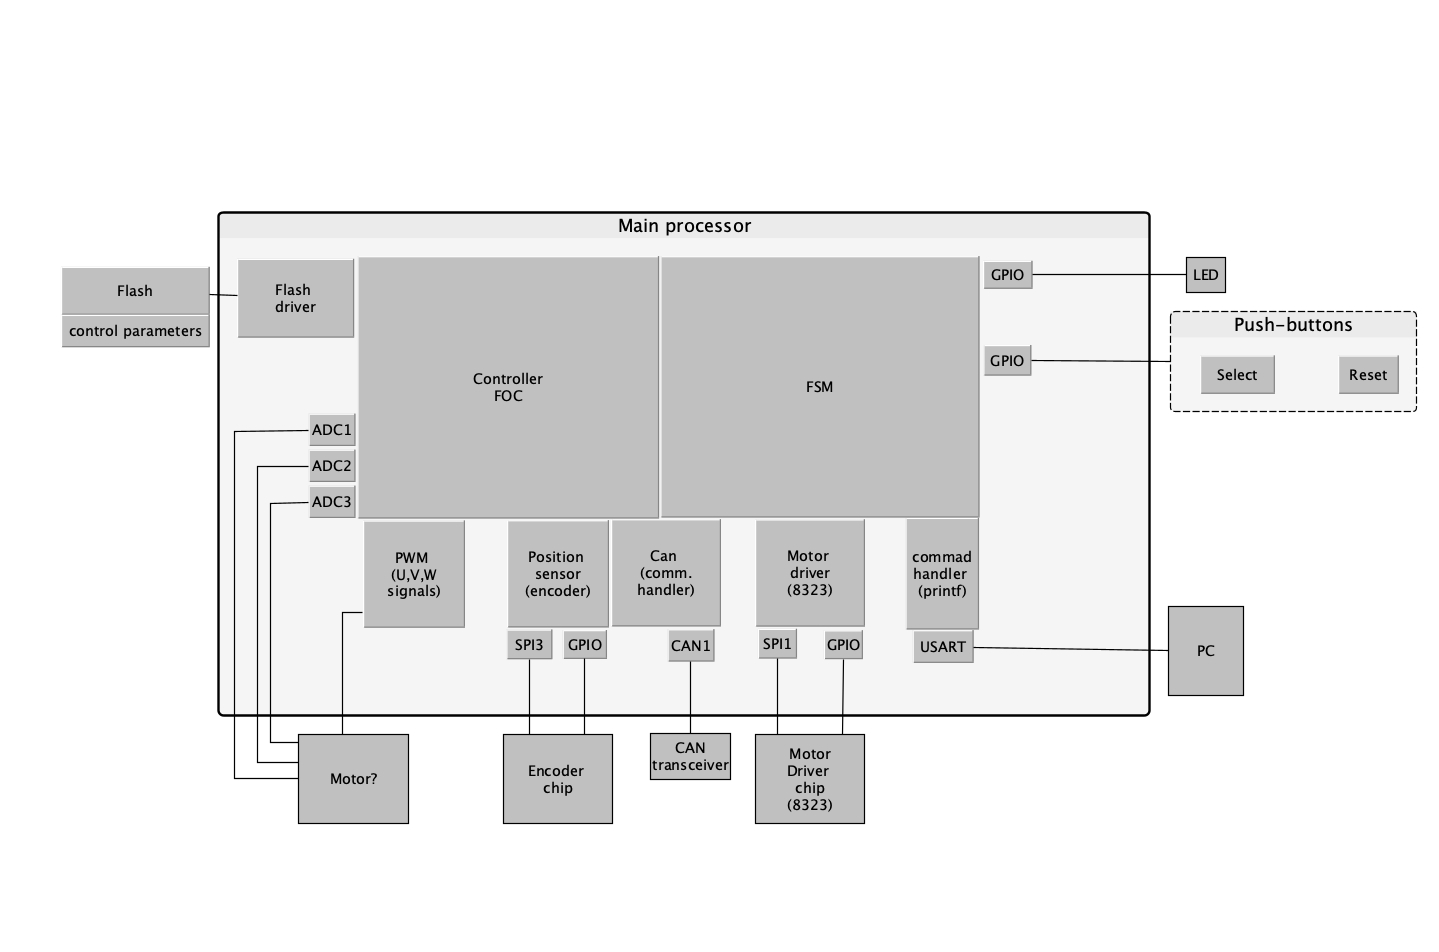 Main processor
Flash
control parameters
Flash
driver
Controller
FOC
FSM
GPIO
LED
GPIO
Push-buttons
Select
Reset
ADC1
ADC2
ADC3
PWM
(U,V,W
signals)
Position
sensor
(encoder)
Can
(comm.
handler)
Motor
driver
(8323)
commad
handler
(printf)
SPI3
GPIO
CAN1
SPI1
GPIO
USART
PC
Motor?
Encoder
chip
CAN
transceiver
Motor
Driver
chip
(8323)